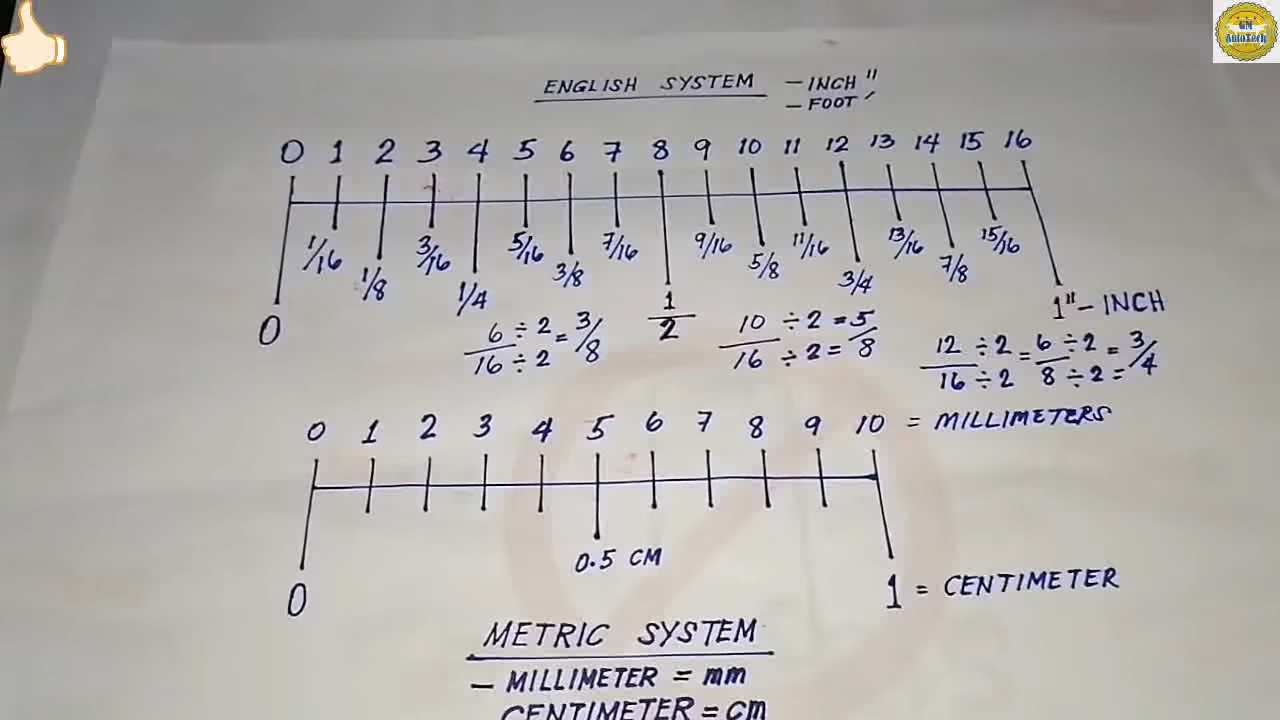 GN
AutoTech
ENGLISH SYSTEM – INCH "
– FOOT '
0 1 2 3 4 5 6 7 8 9 10 11 12 13 14 15 16
1/16 1/8 3/16 1/4 5/16 3/8 7/16 1/2 9/16 5/8 11/16 3/4 13/16 7/8 15/16
0 1" – INCH
6 ÷ 2 = 3/8
16 ÷ 2
10 ÷ 2 = 5/8
16 ÷ 2 =
12 ÷ 2 = 6 ÷ 2 = 3/4
16 ÷ 2 8 ÷ 2 =
0 1 2 3 4 5 6 7 8 9 10 = MILLIMETERS
0.5 CM
0 1 = CENTIMETER
METRIC SYSTEM
– MILLIMETER = mm
CENTIMETER = cm